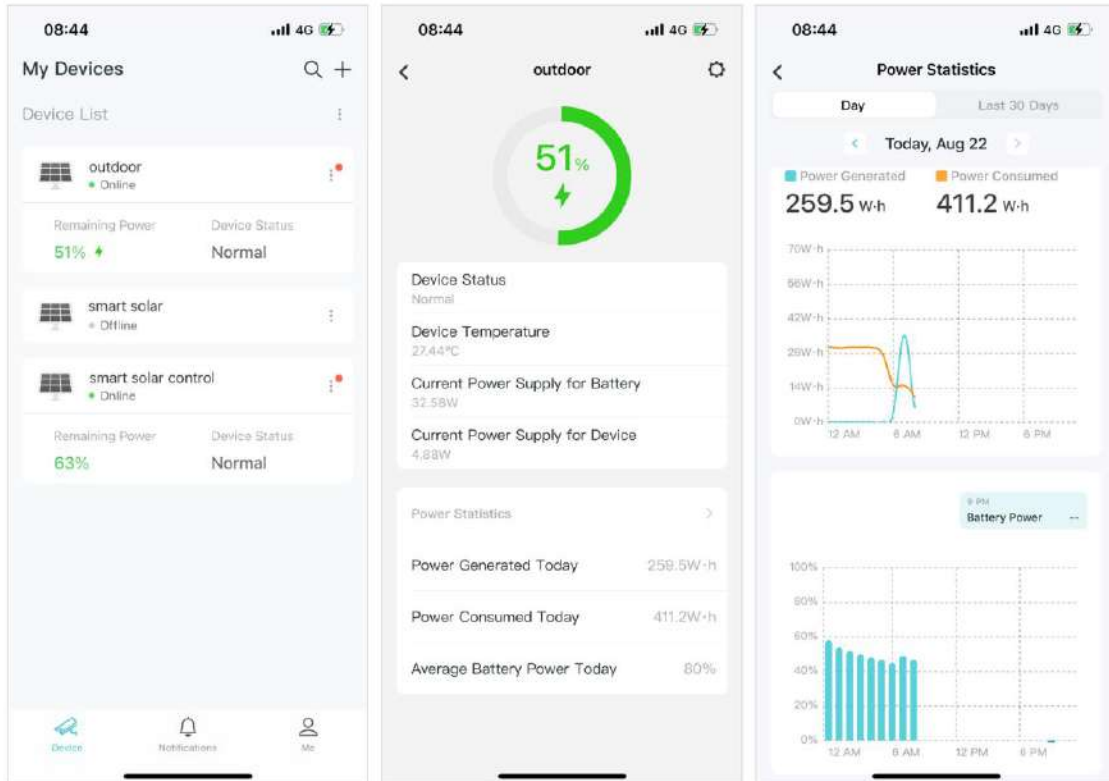 08:44
4G
My Devices
Device List
outdoor
Online
Remaining Power Device Status
51% Normal
smart solar
Offline
smart solar control
Online
Remaining Power Device Status
63% Normal
Device Notifications Me
08:44
4G
outdoor
51%
Device Status
Normal
Device Temperature
27.44°C
Current Power Supply for Battery
32.58W
Current Power Supply for Device
4.88W
Power Statistics
Power Generated Today 259.5W·h
Power Consumed Today 411.2W·h
Average Battery Power Today 80%
08:44
4G
Power Statistics
Day Last 30 Days
Today, Aug 22
Power Generated Power Consumed
259.5 W·h 411.2 W·h
70W·h
56W·h
42W·h
28W·h
14W·h
0W·h
12 AM 6 AM 12 PM 6 PM
9 PM
Battery Power --
100%
80%
60%
40%
20%
0%
12 AM 6 AM 12 PM 6 PM